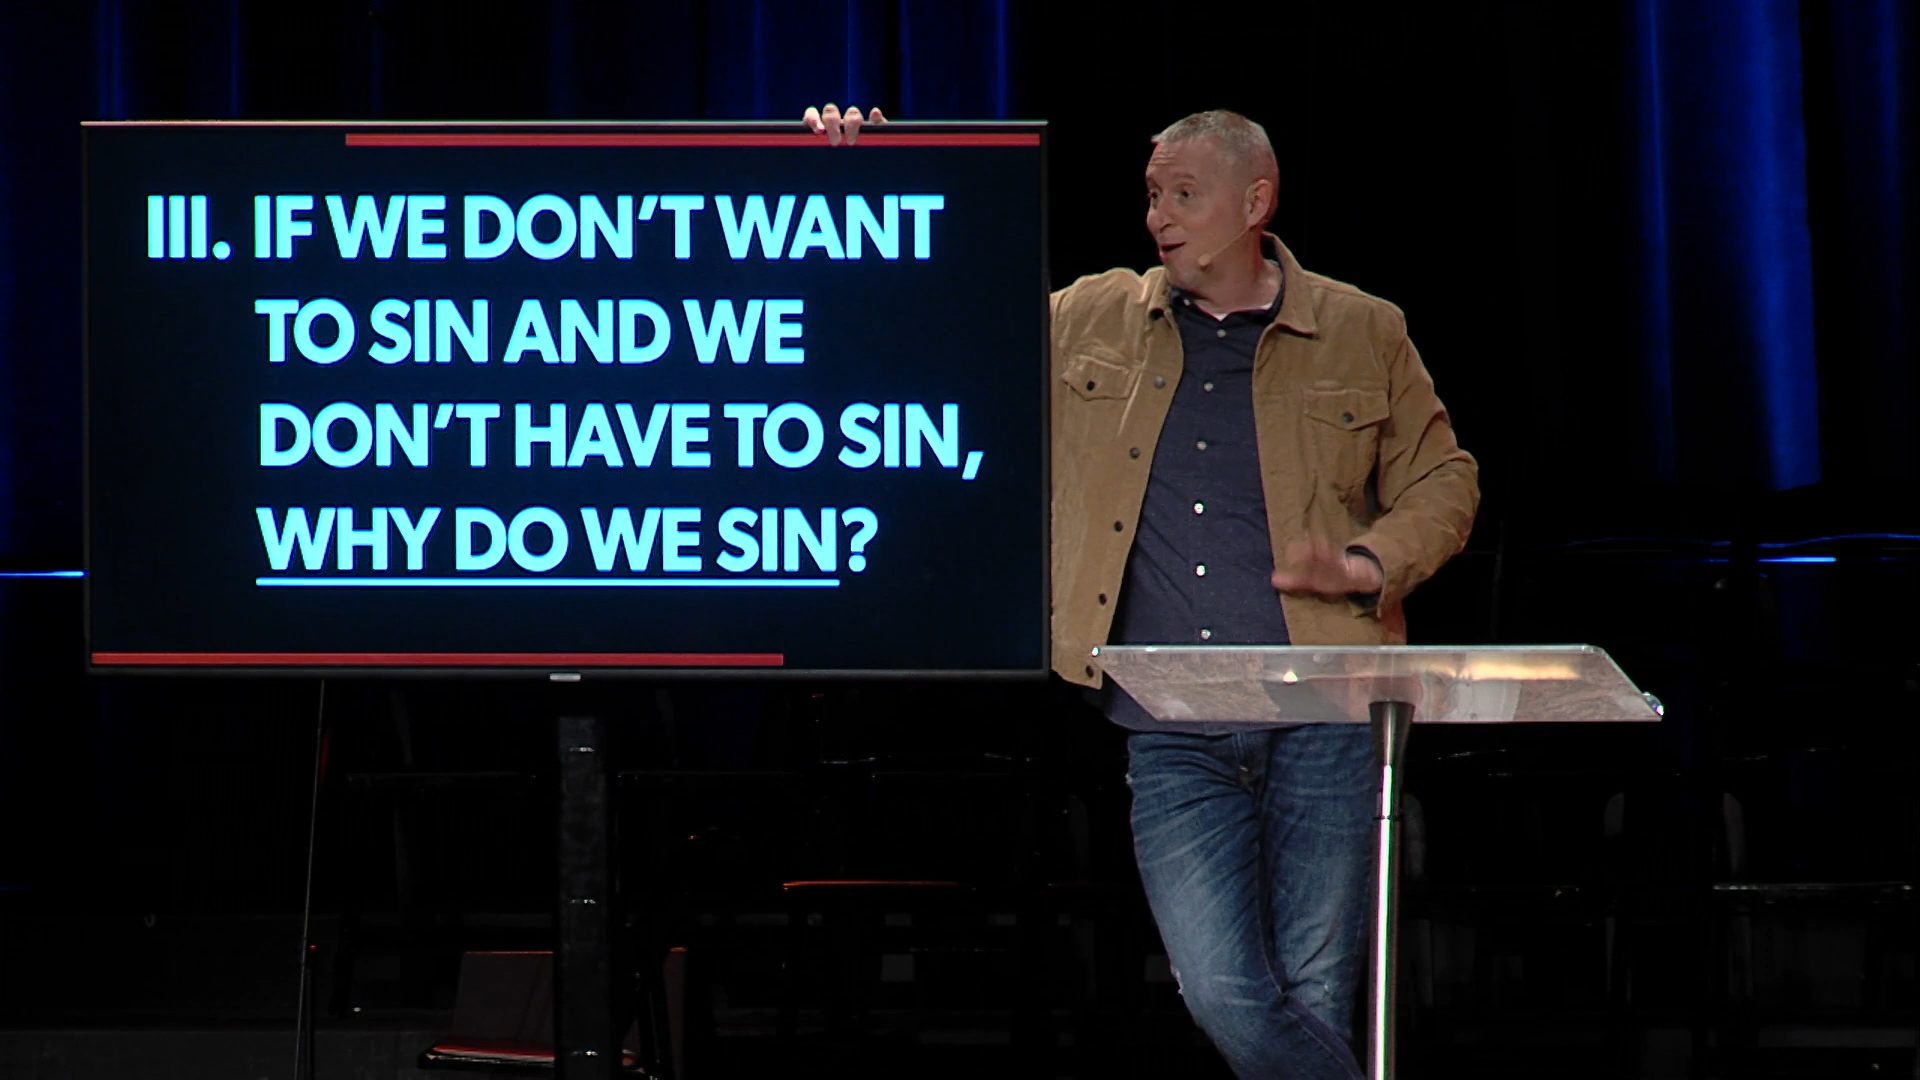 III. IF WE DON'T WANT
TO SIN AND WE
DON'T HAVE TO SIN,
WHY DO WE SIN?